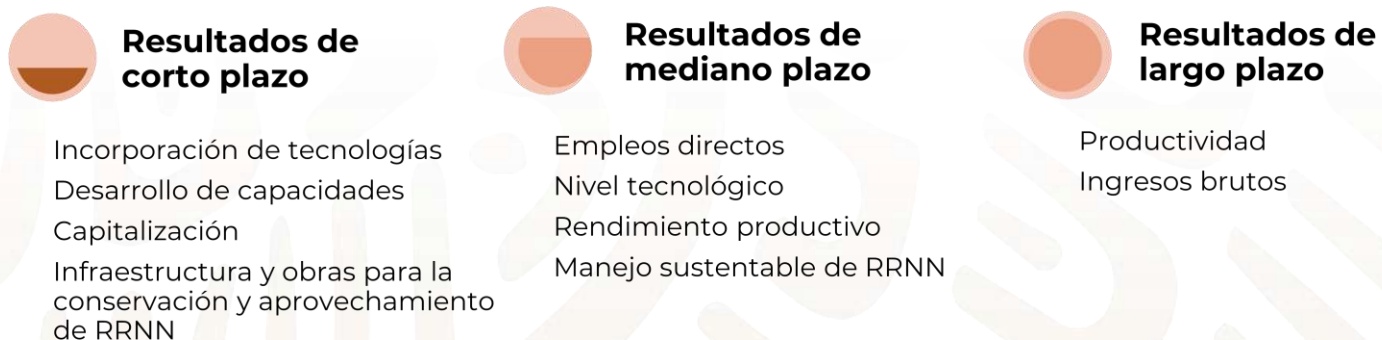 Resultados de
corto plazo
Incorporación de tecnologías
Desarrollo de capacidades
Capitalización
Infraestructura y obras para la
conservación y aprovechamiento
de RRNN
Resultados de
mediano plazo
Empleos directos
Nivel tecnológico
Rendimiento productivo
Manejo sustentable de RRNN
Resultados de
largo plazo
Productividad
Ingresos brutos